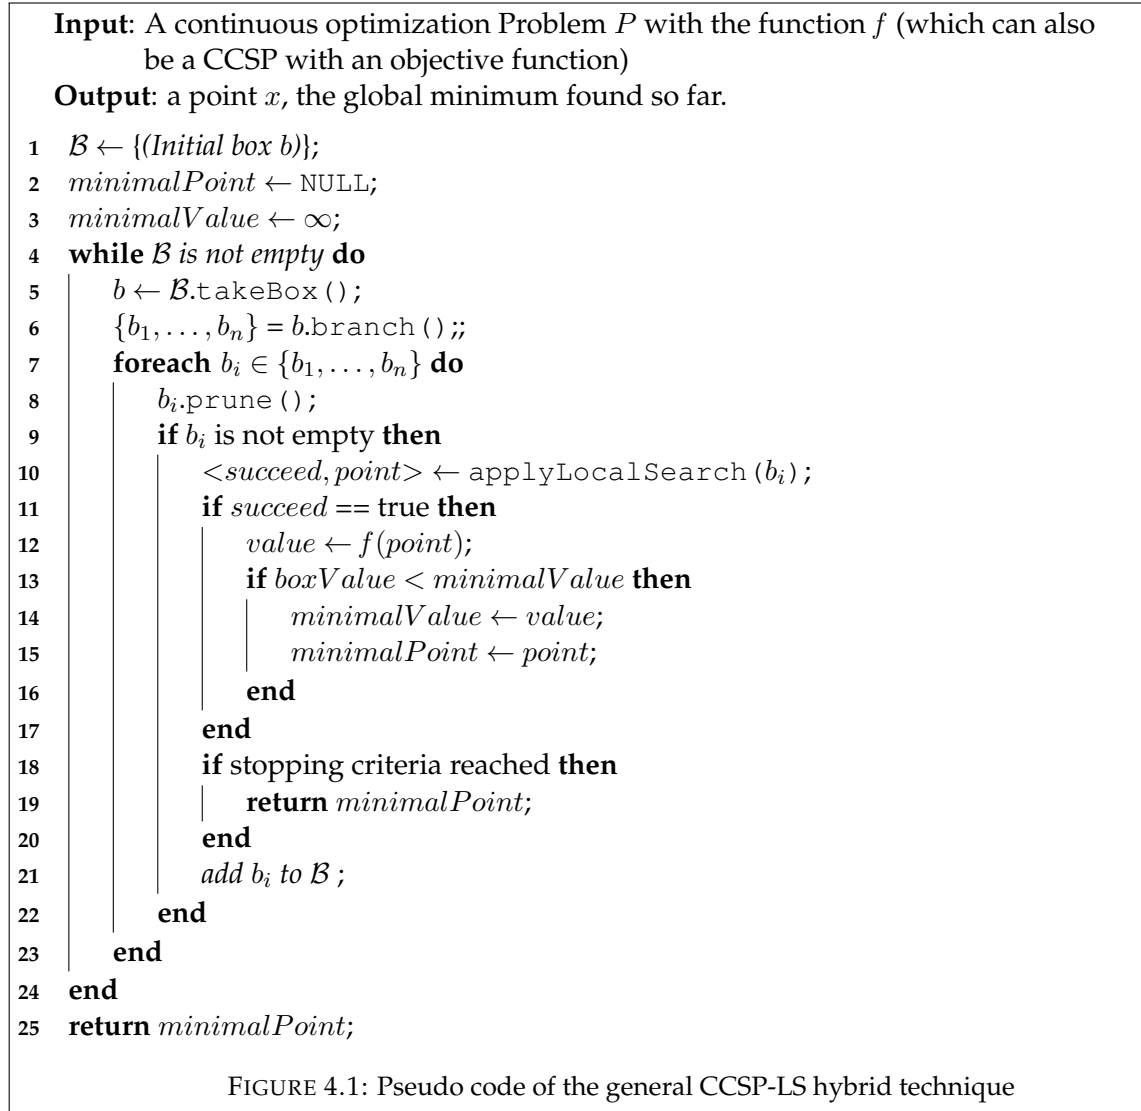 Input: A continuous optimization Problem P with the function f (which can also
be a CCSP with an objective function)
Output: a point x, the global minimum found so far.
1 ℬ ← {(Initial box b)};
2 minimalPoint ← NULL;
3 minimalValue ← ∞;
4 while ℬ is not empty do
5 b ← ℬ.takeBox();
6 {b₁, . . . , bₙ} = b.branch();;
7 foreach bᵢ ∈ {b₁, . . . , bₙ} do
8 bᵢ.prune();
9 if bᵢ is not empty then
10 <succeed, point> ← applyLocalSearch(bᵢ);
11 if succeed == true then
12 value ← f(point);
13 if boxValue < minimalValue then
14 minimalValue ← value;
15 minimalPoint ← point;
16 end
17 end
18 if stopping criteria reached then
19 return minimalPoint;
20 end
21 add bᵢ to ℬ ;
22 end
23 end
24 end
25 return minimalPoint;
FIGURE 4.1: Pseudo code of the general CCSP-LS hybrid technique